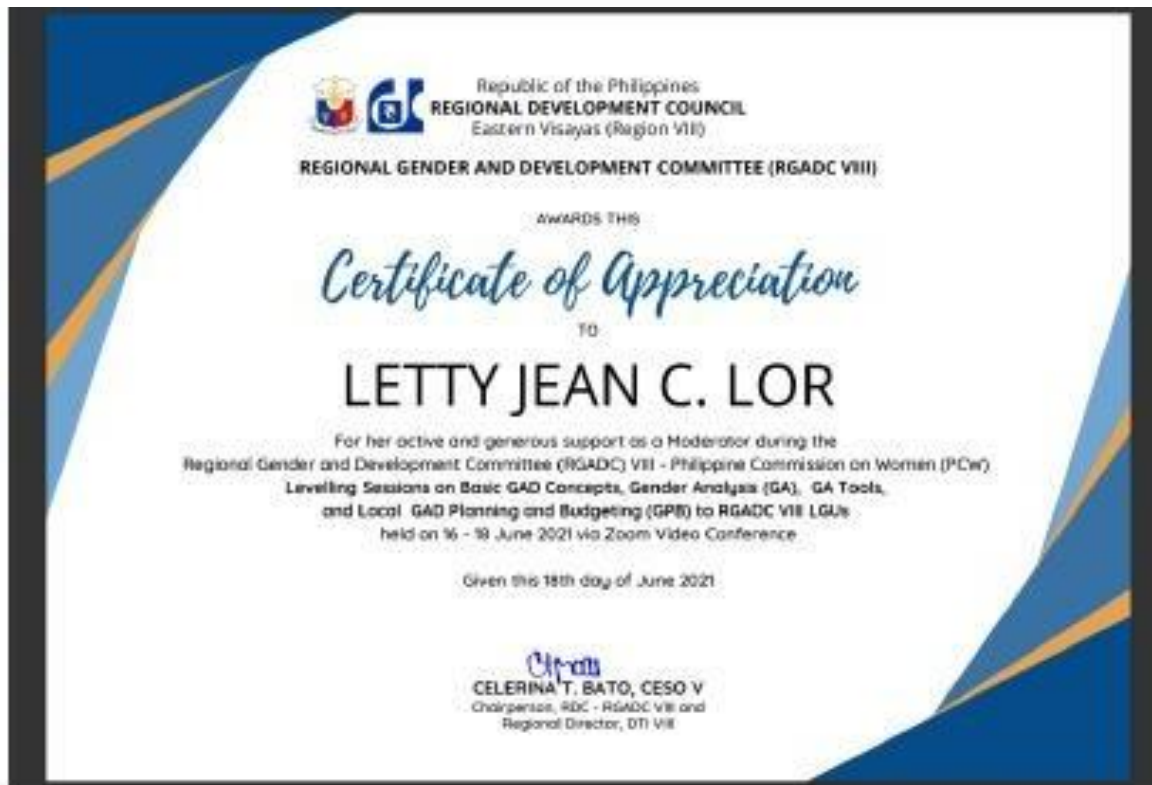 Republic of the Philippines
REGIONAL DEVELOPMENT COUNCIL
Eastern Visayas (Region VIII)
REGIONAL GENDER AND DEVELOPMENT COMMITTEE (RGADC VIII)
AWARDS THIS
Certificate of Appreciation
TO
LETTY JEAN C. LOR
For her active and generous support as a Moderator during the
Regional Gender and Development Committee (RGADC) VIII - Philippine Commission on Women (PCW)
Levelling Sessions on Basic GAD Concepts, Gender Analysis (GA), GA Tools,
and Local GAD Planning and Budgeting (GPB) to RGADC VIII LGUs
held on 16 - 18 June 2021 via Zoom Video Conference
Given this 18th day of June 2021
CELERINA T. BATO, CESO V
Chairperson, RDC - RGADC VIII and
Regional Director, DTI VIII